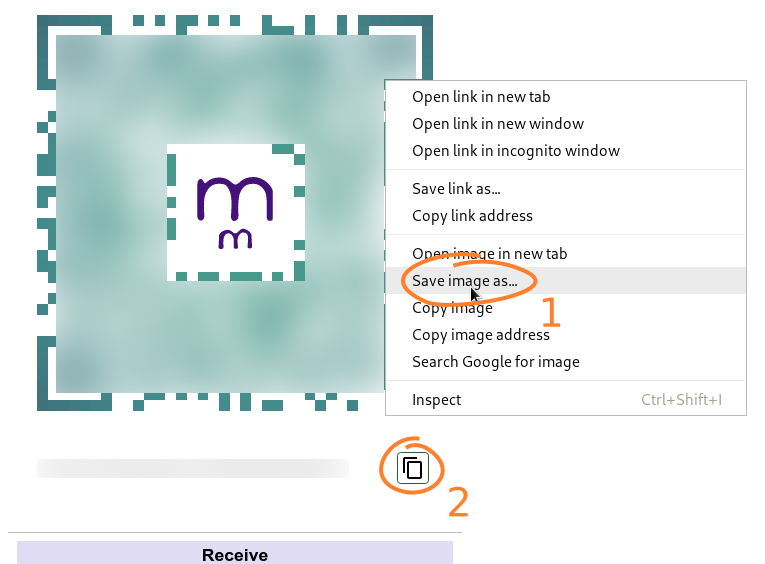 Open link in new tab
Open link in new window
Open link in incognito window
Save link as...
Copy link address
Open image in new tab
Save image as...
Copy image
Copy image address
Search Google for image
Inspect Ctrl+Shift+I
m
m
1
2
Receive